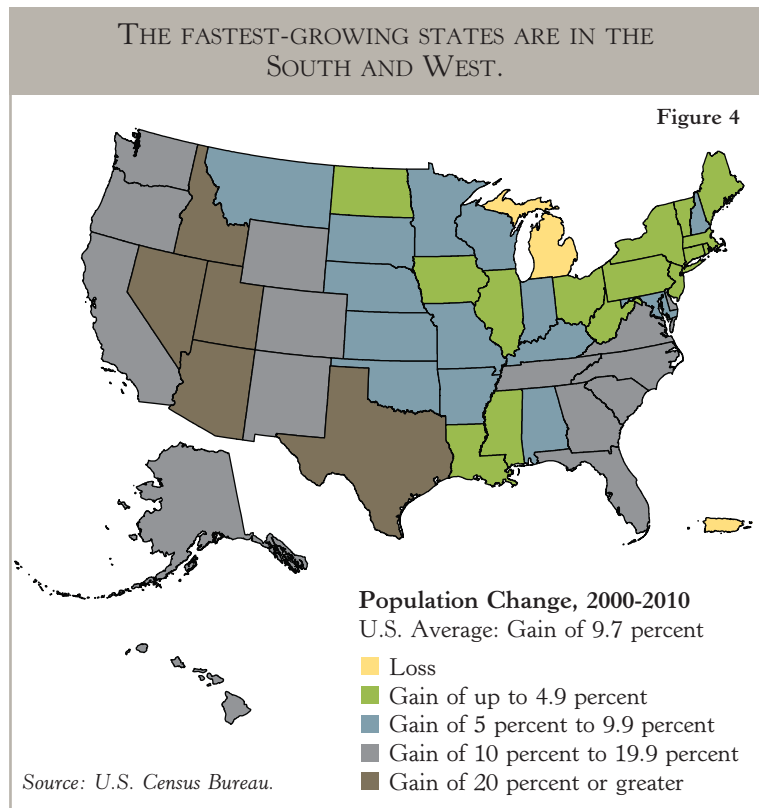 THE FASTEST-GROWING STATES ARE IN THE
SOUTH AND WEST.
Figure 4
Population Change, 2000-2010
U.S. Average: Gain of 9.7 percent
Loss
Gain of up to 4.9 percent
Gain of 5 percent to 9.9 percent
Gain of 10 percent to 19.9 percent
Gain of 20 percent or greater
Source: U.S. Census Bureau.